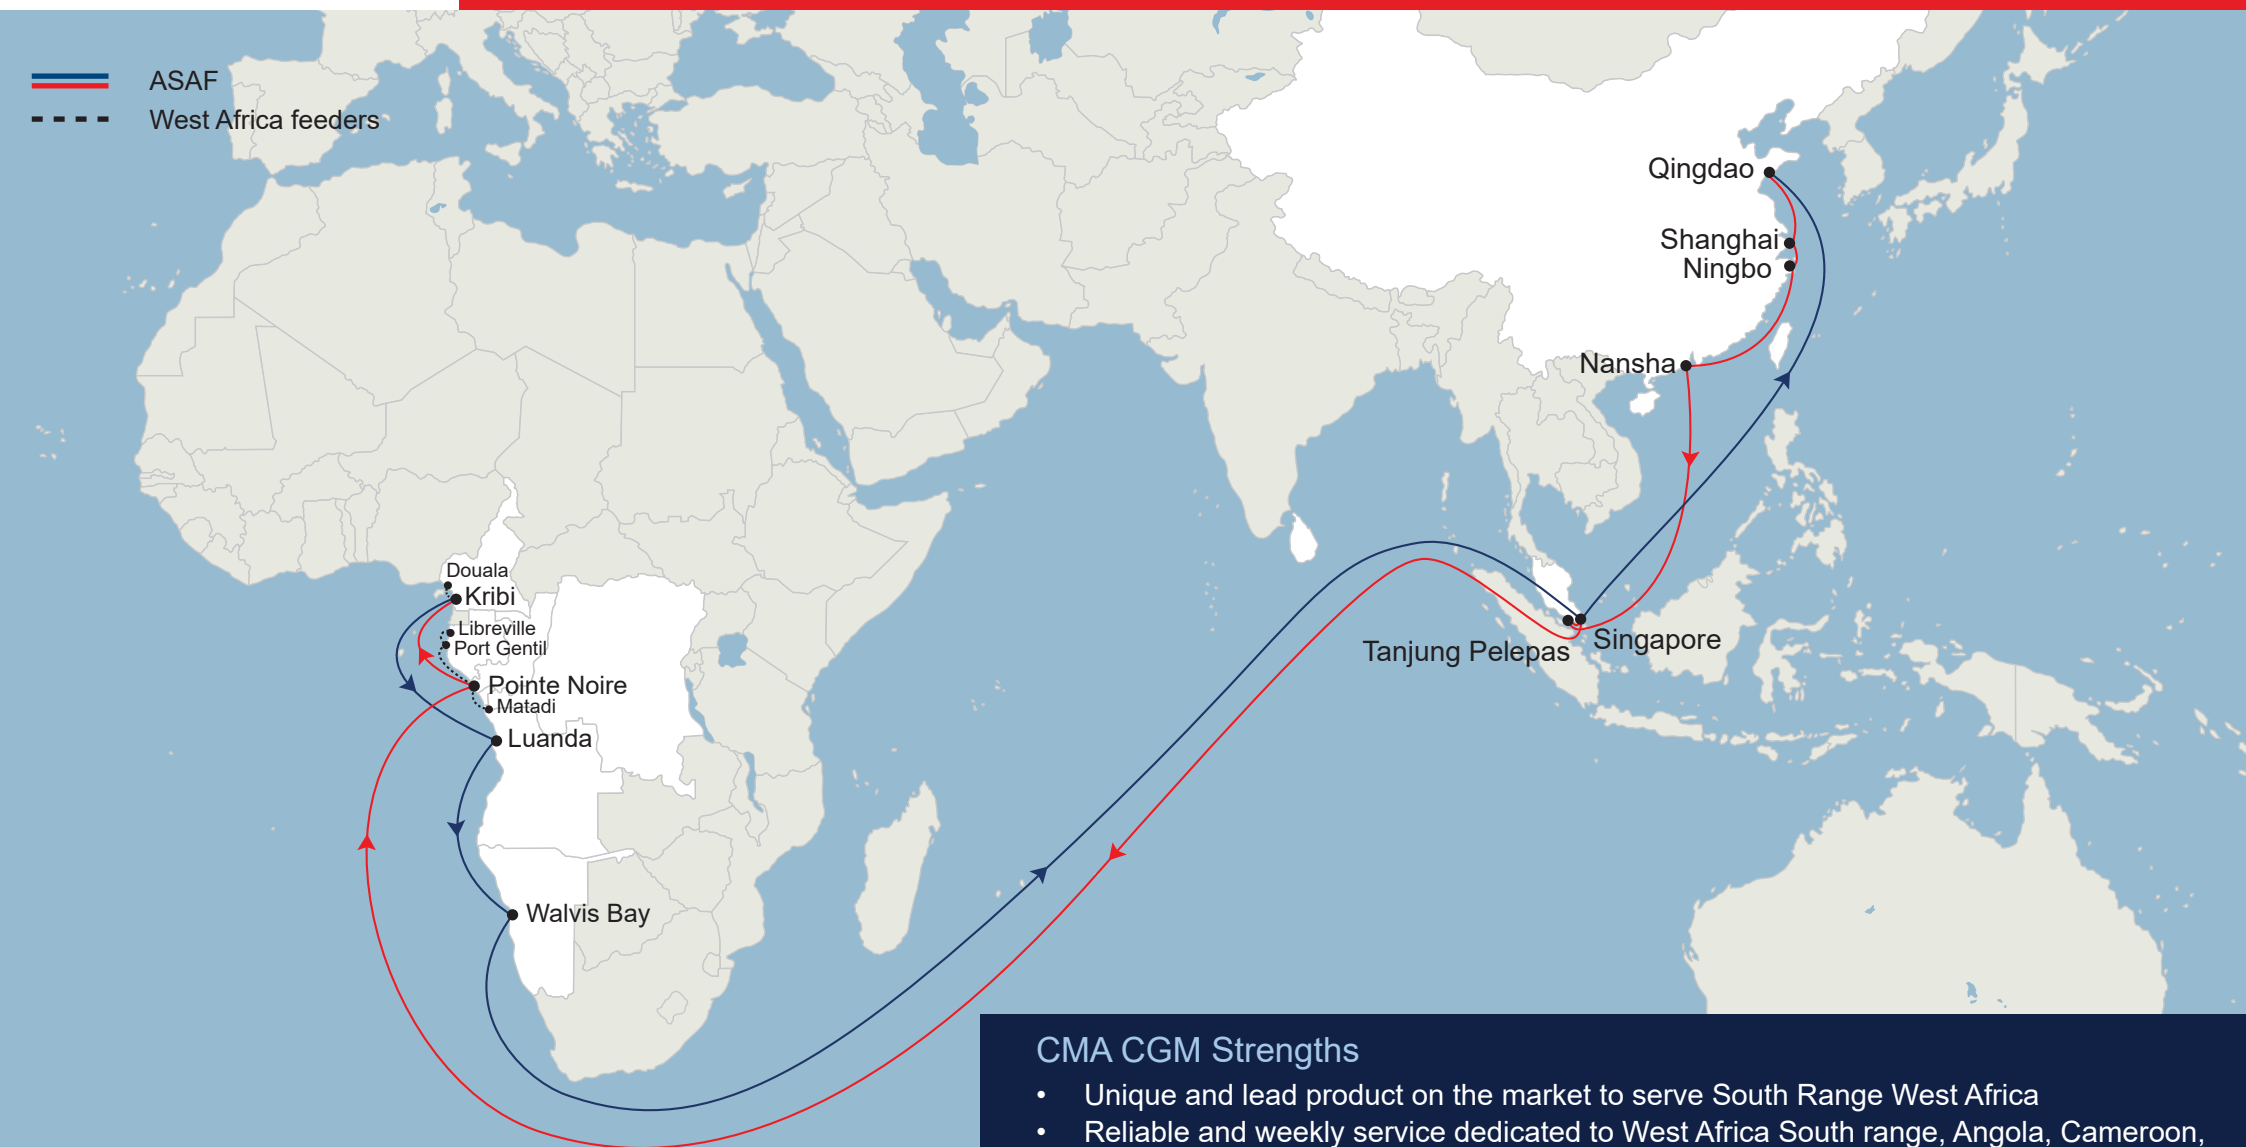 ASAF
West Africa feeders
Qingdao
Shanghai
Ningbo
Nansha
Douala
Kribi
Libreville
Port Gentil
Pointe Noire
Matadi
Luanda
Walvis Bay
Singapore
Tanjung Pelepas
CMA CGM Strengths
• Unique and lead product on the market to serve South Range West Africa
• Reliable and weekly service dedicated to West Africa South range, Angola, Cameroon,